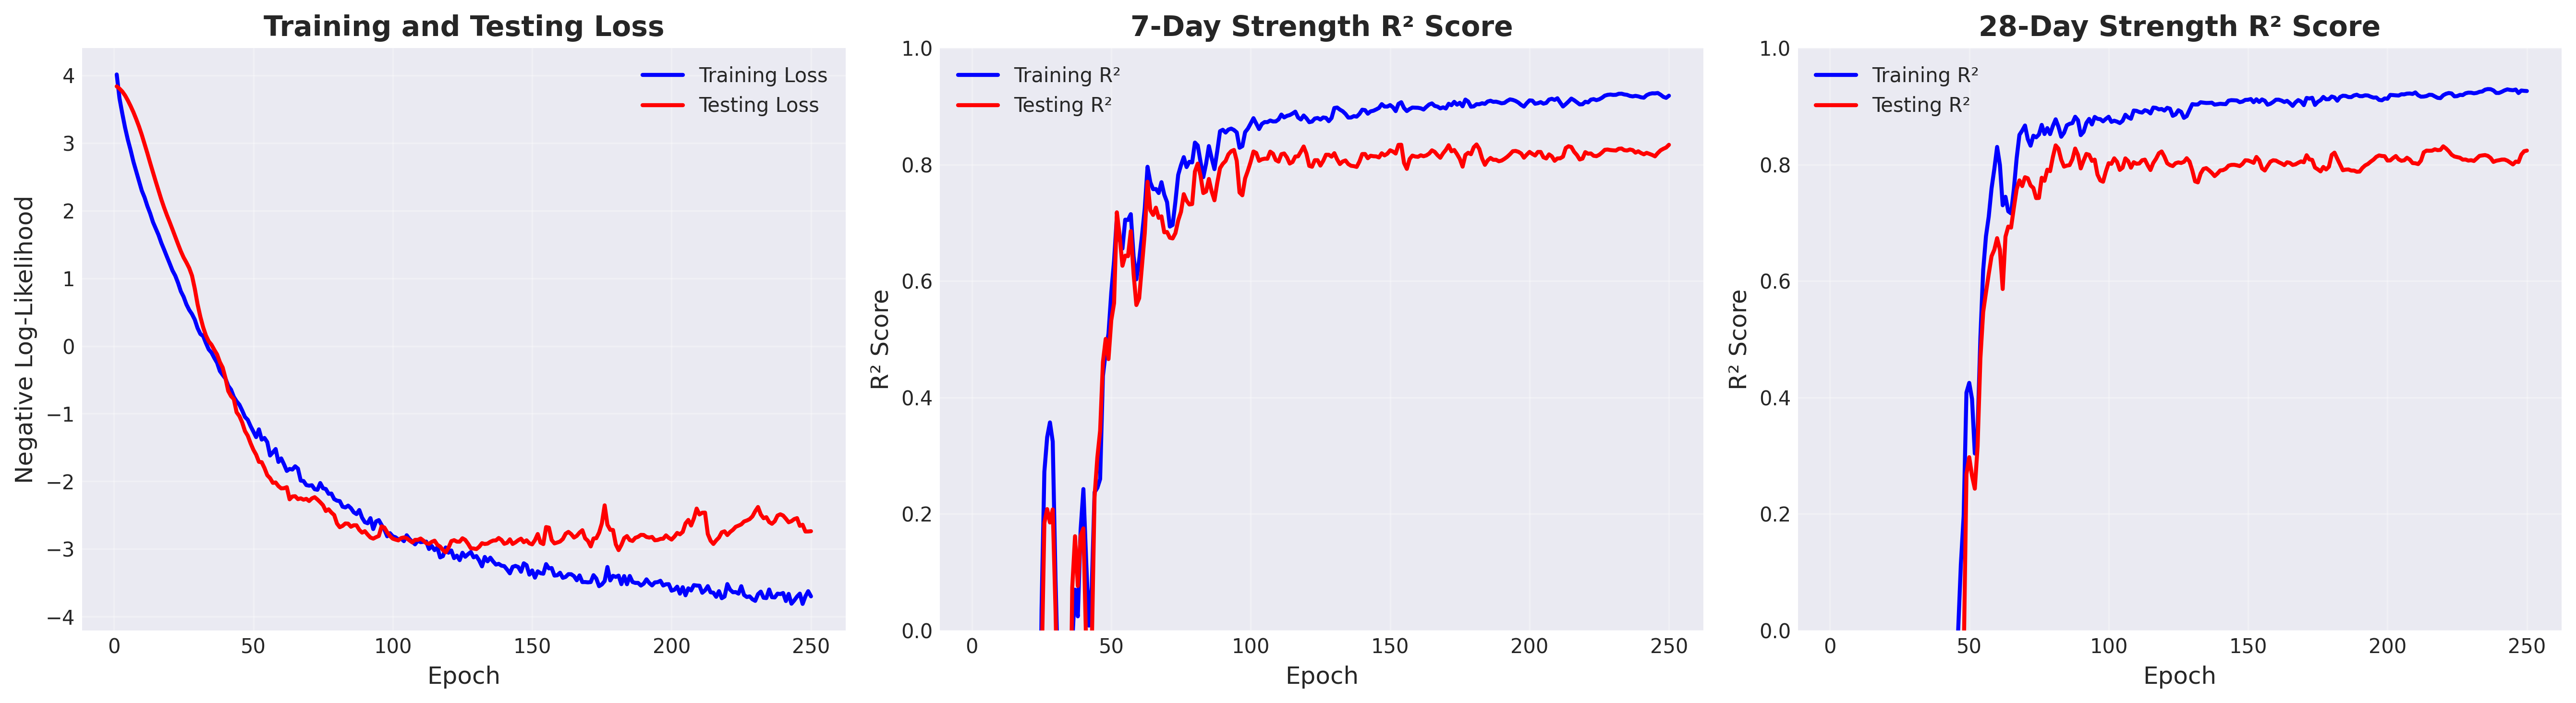 Training and Testing Loss
Negative Log-Likelihood
4
3
2
1
0
−1
−2
−3
−4
Training Loss
Testing Loss
0 50 100 150 200 250
Epoch
7-Day Strength R² Score
R² Score
1.0
0.8
0.6
0.4
0.2
0.0
Training R²
Testing R²
0 50 100 150 200 250
Epoch
28-Day Strength R² Score
R² Score
1.0
0.8
0.6
0.4
0.2
0.0
Training R²
Testing R²
0 50 100 150 200 250
Epoch